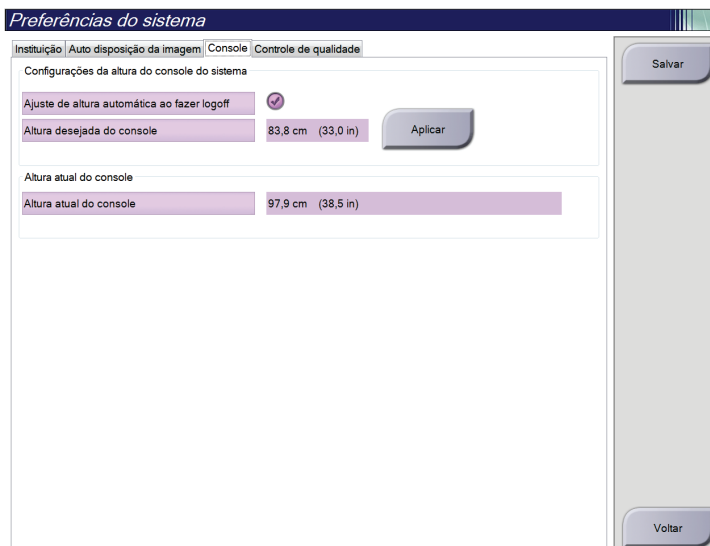 Preferências do sistema
Instituição Auto disposição da imagem Console Controle de qualidade
Configurações da altura do console do sistema
Ajuste de altura automática ao fazer logoff
Altura desejada do console 83,8 cm (33,0 in) Aplicar
Altura atual do console
Altura atual do console 97,9 cm (38,5 in)
Salvar
Voltar